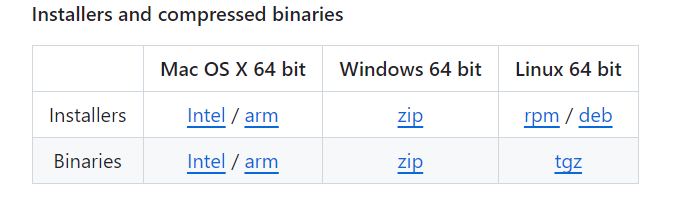 Installers and compressed binaries
Mac OS X 64 bit Windows 64 bit Linux 64 bit
Installers Intel / arm zip rpm / deb
Binaries Intel / arm zip tgz